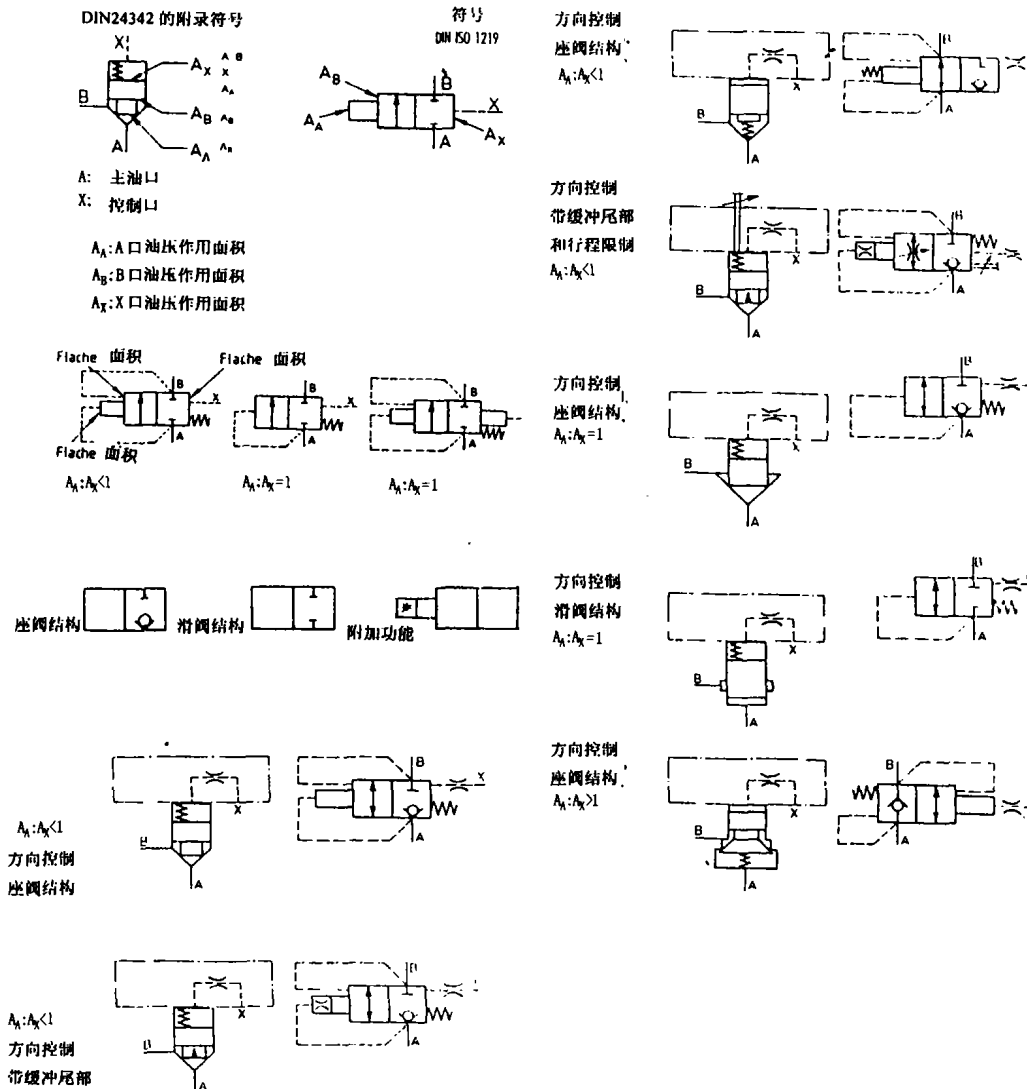 DIN24342 的附录符号
符号
DIN ISO 1219
X
B
A
A_X
A_B
A_A
A_B
A_A
B
A
X
A_X
A: 主油口
X: 控制口
A_A:A口油压作用面积
A_B:B口油压作用面积
A_X:X口油压作用面积
Flache 面积
Flache 面积
Flache 面积
B
A
X
B
A
X
B
A
A_A:A_X<1
A_A:A_X=1
A_A:A_X=1
座阀结构
滑阀结构
附加功能
A_A:A_X<1
方向控制
座阀结构
B
A
X
B
A
X
A_A:A_X<1
方向控制
带缓冲尾部
B
A
X
B
A
方向控制
座阀结构
A_A:A_X<1
B
A
X
B
A
方向控制
带缓冲尾部
和行程限制
A_A:A_X<1
B
A
X
B
A
方向控制
座阀结构
A_A:A_X=1
B
A
X
B
A
方向控制
滑阀结构
A_A:A_X=1
B
A
X
B
A
方向控制
座阀结构
A_A:A_X>1
B
A
X
B
A